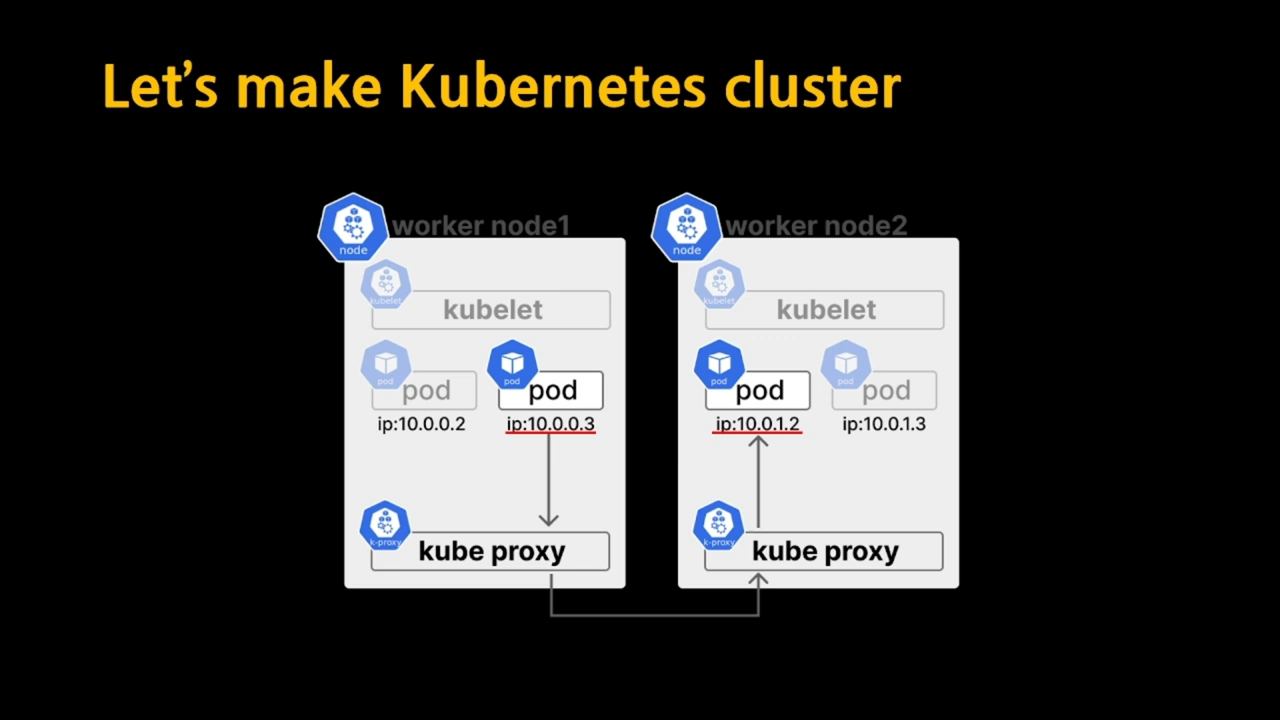 Let's make Kubernetes cluster
worker node1
node
kubelet
kubelet
pod
pod
ip:10.0.0.2
pod
pod
ip:10.0.0.3
k-proxy
kube proxy
worker node2
node
kubelet
kubelet
pod
pod
ip:10.0.1.2
pod
pod
ip:10.0.1.3
k-proxy
kube proxy